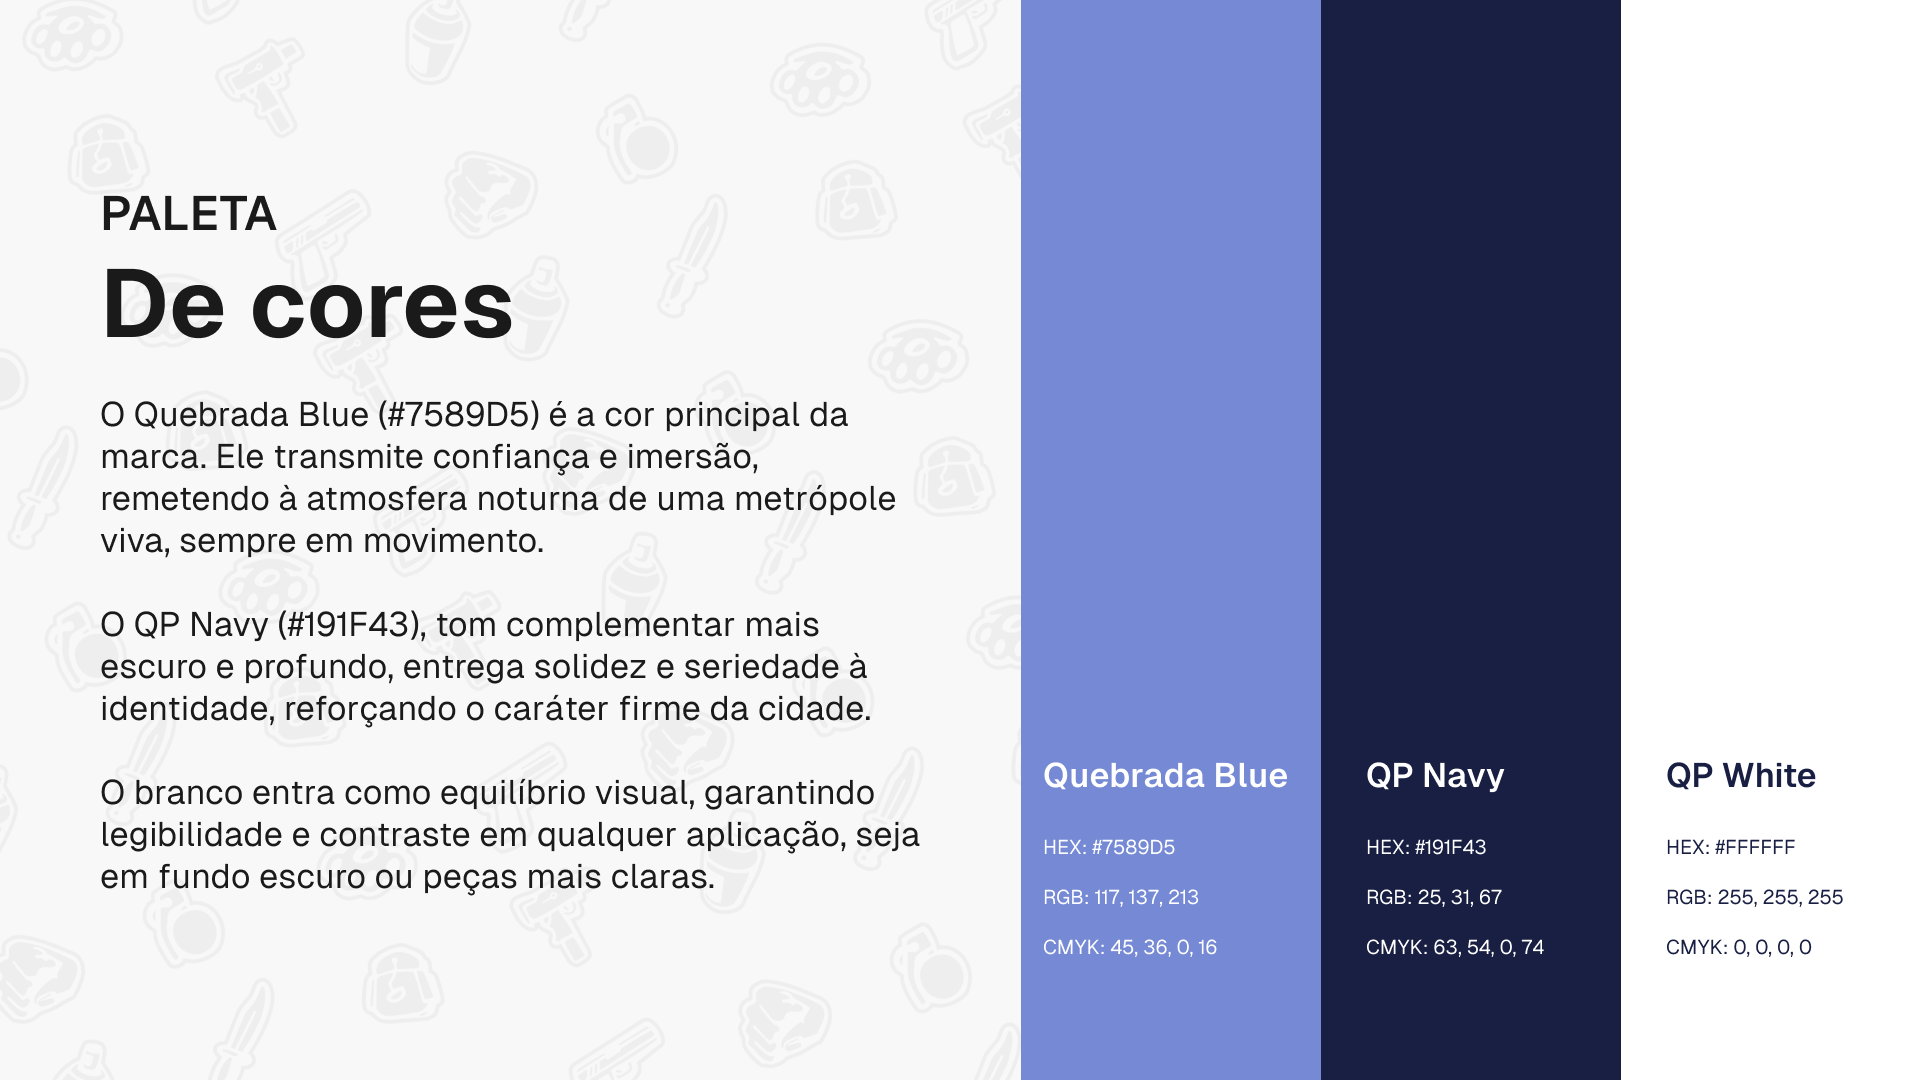 PALETA
De cores
O Quebrada Blue (#7589D5) é a cor principal da
marca. Ele transmite confiança e imersão,
remetendo à atmosfera noturna de uma metrópole
viva, sempre em movimento.
O QP Navy (#191F43), tom complementar mais
escuro e profundo, entrega solidez e seriedade à
identidade, reforçando o caráter firme da cidade.
O branco entra como equilíbrio visual, garantindo
legibilidade e contraste em qualquer aplicação, seja
em fundo escuro ou peças mais claras.
Quebrada Blue
HEX: #7589D5
RGB: 117, 137, 213
CMYK: 45, 36, 0, 16
QP Navy
HEX: #191F43
RGB: 25, 31, 67
CMYK: 63, 54, 0, 74
QP White
HEX: #FFFFFF
RGB: 255, 255, 255
CMYK: 0, 0, 0, 0